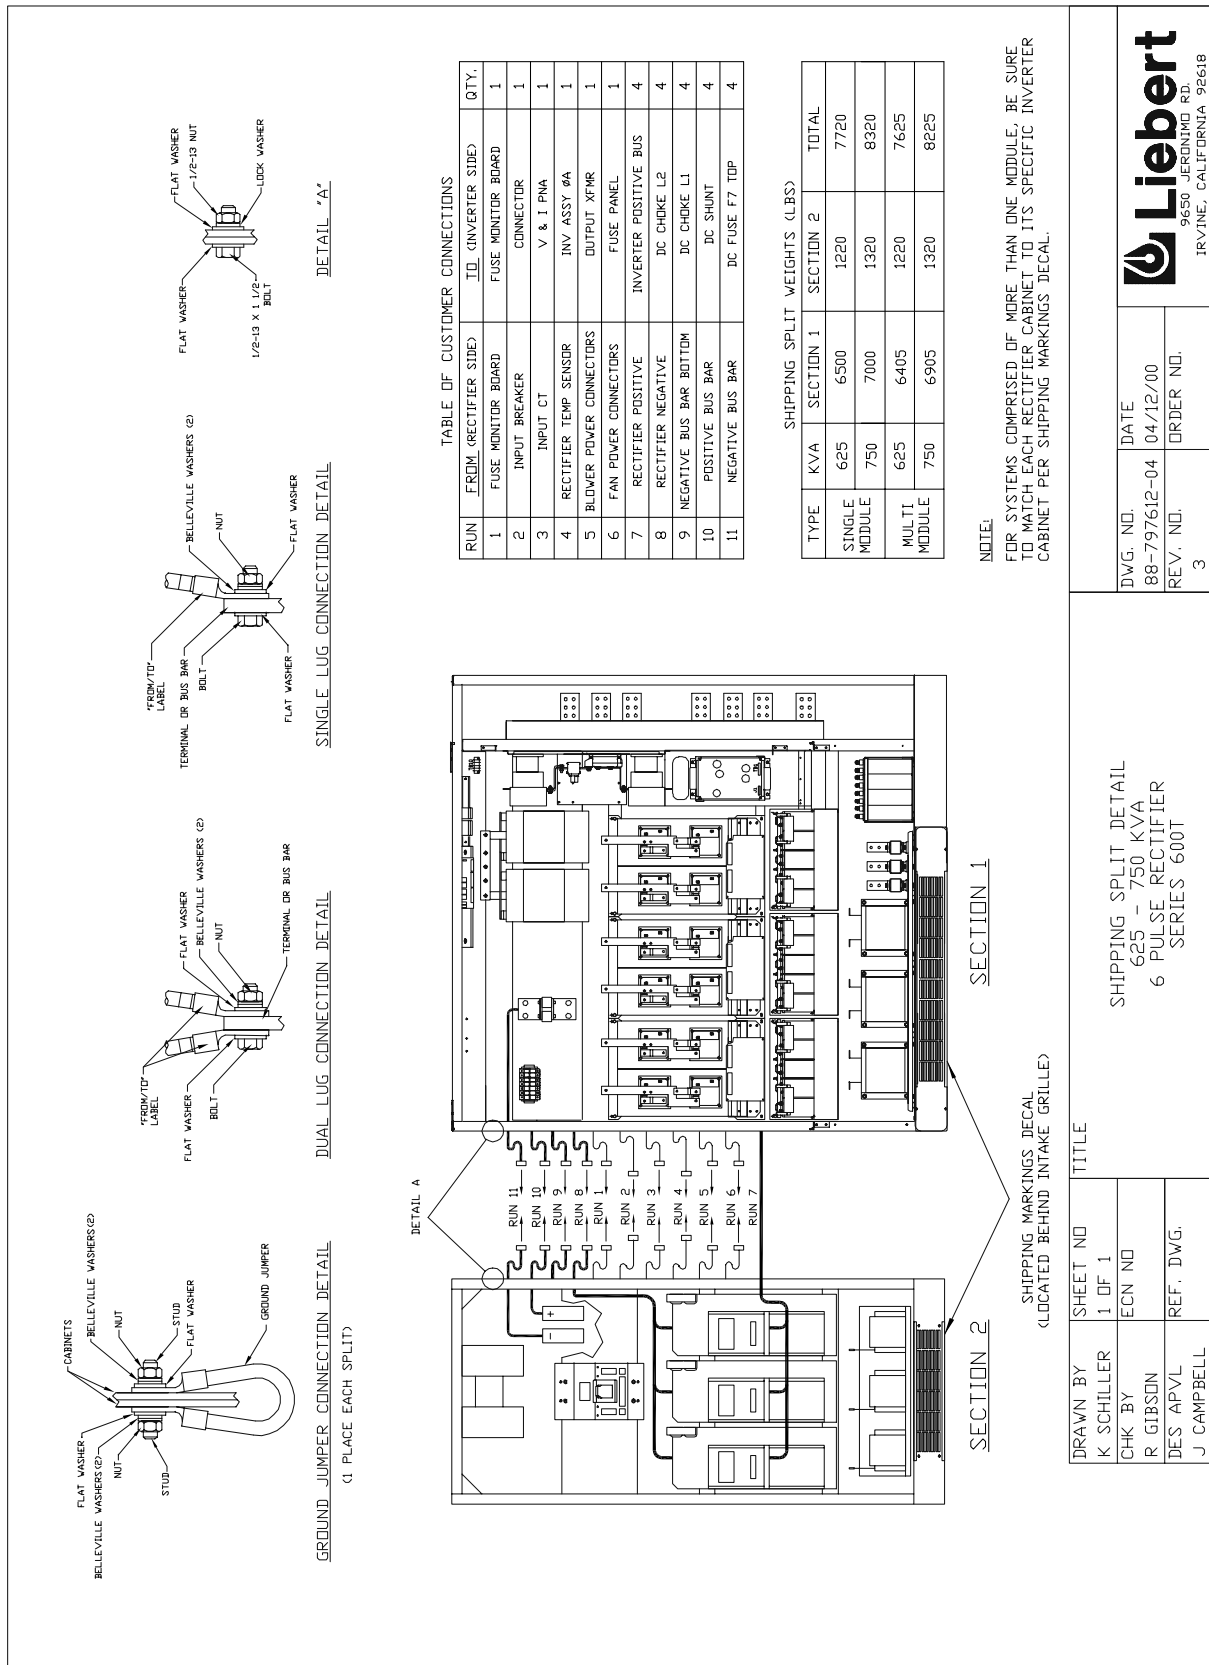 CABINETS
BELLEVILLE WASHERS(2)
NUT
STUD
FLAT WASHER
GROUND JUMPER
FLAT WASHER
BELLEVILLE WASHERS(2)
NUT
STUD
GROUND JUMPER CONNECTION DETAIL
(1 PLACE EACH SPLIT)
"FROM/TO"
LABEL
FLAT WASHER
BELLEVILLE WASHERS (2)
NUT
TERMINAL OR BUS BAR
FLAT WASHER
BOLT
DUAL LUG CONNECTION DETAIL
"FROM/TO"
LABEL
TERMINAL OR BUS BAR
BOLT
FLAT WASHER
BELLEVILLE WASHERS (2)
NUT
FLAT WASHER
SINGLE LUG CONNECTION DETAIL
FLAT WASHER
1/2-13 X 1 1/2
BOLT
FLAT WASHER
1/2-13 NUT
LOCK WASHER
DETAIL "A"
DETAIL A
RUN 11
RUN 10
RUN 9
RUN 8
RUN 1
RUN 2
RUN 3
RUN 4
RUN 5
RUN 6
RUN 7
- +
SECTION 2
SECTION 1
SHIPPING MARKINGS DECAL
(LOCATED BEHIND INTAKE GRILLE)
TABLE OF CUSTOMER CONNECTIONS
RUN FROM (RECTIFIER SIDE) TO (INVERTER SIDE) QTY.
1 FUSE MONITOR BOARD FUSE MONITOR BOARD 1
2 INPUT BREAKER CONNECTOR 1
3 INPUT CT V & I PNA 1
4 RECTIFIER TEMP SENSOR INV ASSY ØA 1
5 BLOWER POWER CONNECTORS OUTPUT XFMR 1
6 FAN POWER CONNECTORS FUSE PANEL 1
7 RECTIFIER POSITIVE INVERTER POSITIVE BUS 4
8 RECTIFIER NEGATIVE DC CHOKE L2 4
9 NEGATIVE BUS BAR BOTTOM DC CHOKE L1 4
10 POSITIVE BUS BAR DC SHUNT 4
11 NEGATIVE BUS BAR DC FUSE F7 TOP 4
SHIPPING SPLIT WEIGHTS (LBS)
TYPE KVA SECTION 1 SECTION 2 TOTAL
SINGLE
MODULE
625 6500 1220 7720
750 7000 1320 8320
MULTI
MODULE
625 6405 1220 7625
750 6905 1320 8225
NOTE:
FOR SYSTEMS COMPRISED OF MORE THAN ONE MODULE, BE SURE
TO MATCH EACH RECTIFIER CABINET TO ITS SPECIFIC INVERTER
CABINET PER SHIPPING MARKINGS DECAL.
DRAWN BY
K SCHILLER
CHK BY
R GIBSON
DES APVL
J CAMPBELL
SHEET NO
1 OF 1
ECN NO
REF. DWG.
TITLE
SHIPPING SPLIT DETAIL
625 - 750 KVA
6 PULSE RECTIFIER
SERIES 600T
DWG. NO.
88-797612-04
REV. NO.
3
DATE
04/12/00
ORDER NO.
Liebert
9650 JERONIMO RD.
IRVINE, CALIFORNIA 92618